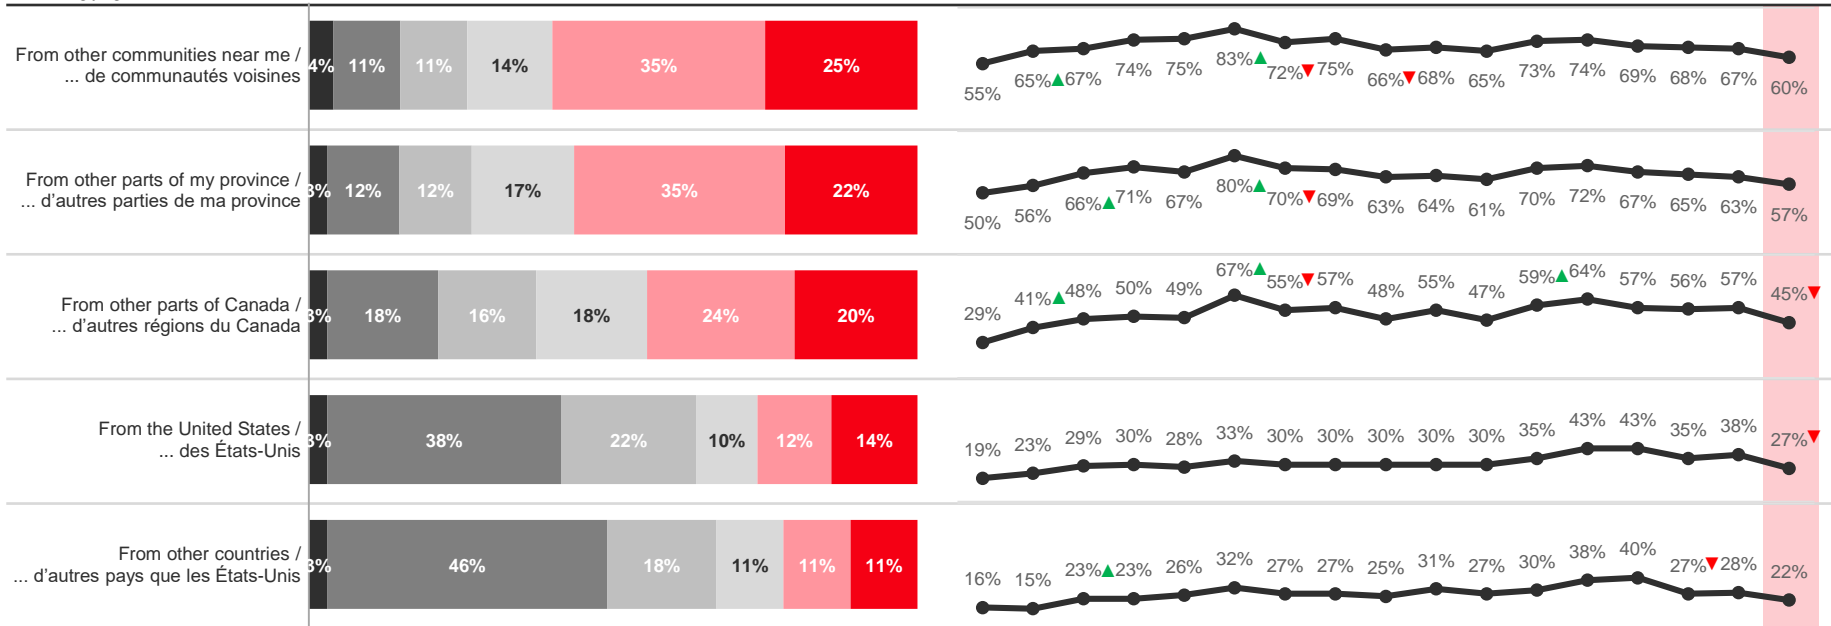 From other communities near me /
... de communautés voisines
4% 11% 11% 14% 35% 25%
55% 65%▲ 67% 74% 75% 83%▲ 72%▼ 75% 66%▼ 68% 65% 73% 74% 69% 68% 67% 60%
From other parts of my province /
... d'autres parties de ma province
3% 12% 12% 17% 35% 22%
50% 56% 66%▲ 71% 67% 80%▲ 70%▼ 69% 63% 64% 61% 70% 72% 67% 65% 63% 57%
From other parts of Canada /
... d'autres régions du Canada
3% 18% 16% 18% 24% 20%
29% 41%▲ 48% 50% 49% 67%▲ 55%▼ 57% 48% 55% 47% 59%▲ 64% 57% 56% 57% 45%▼
From the United States /
... des États-Unis
3% 38% 22% 10% 12% 14%
19% 23% 29% 30% 28% 33% 30% 30% 30% 30% 30% 35% 43% 43% 35% 38% 27%▼
From other countries /
... d'autres pays que les États-Unis
3% 46% 18% 11% 11% 11%
16% 15% 23%▲ 23% 26% 32% 27% 27% 25% 31% 27% 30% 38% 40% 27%▼ 28% 22%